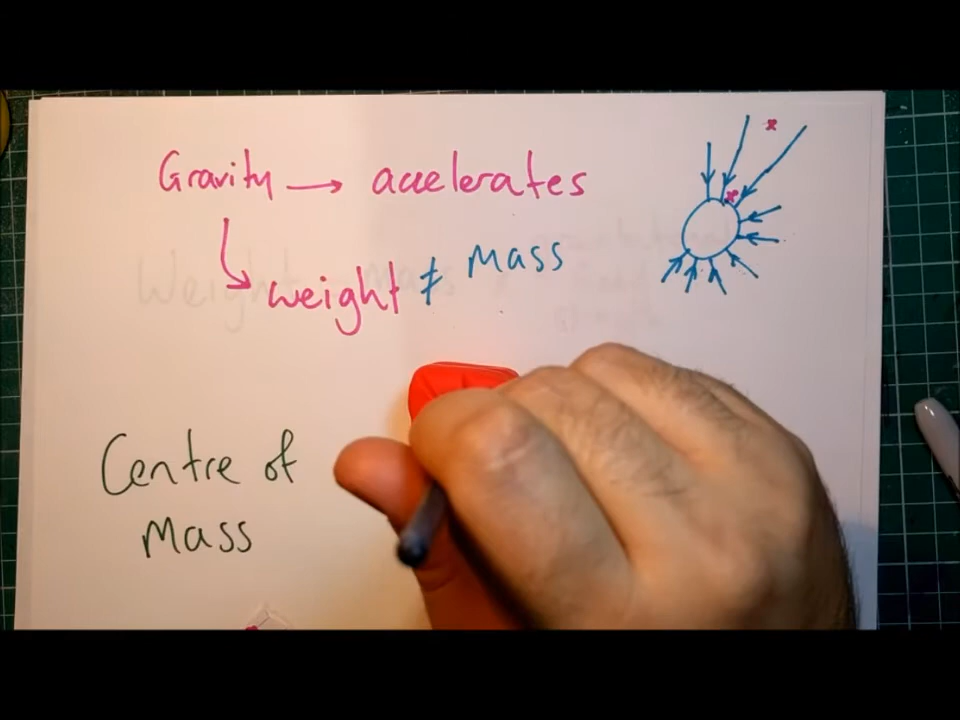 Gravity → accelerates
weight ≠ Mass
Centre of
Mass